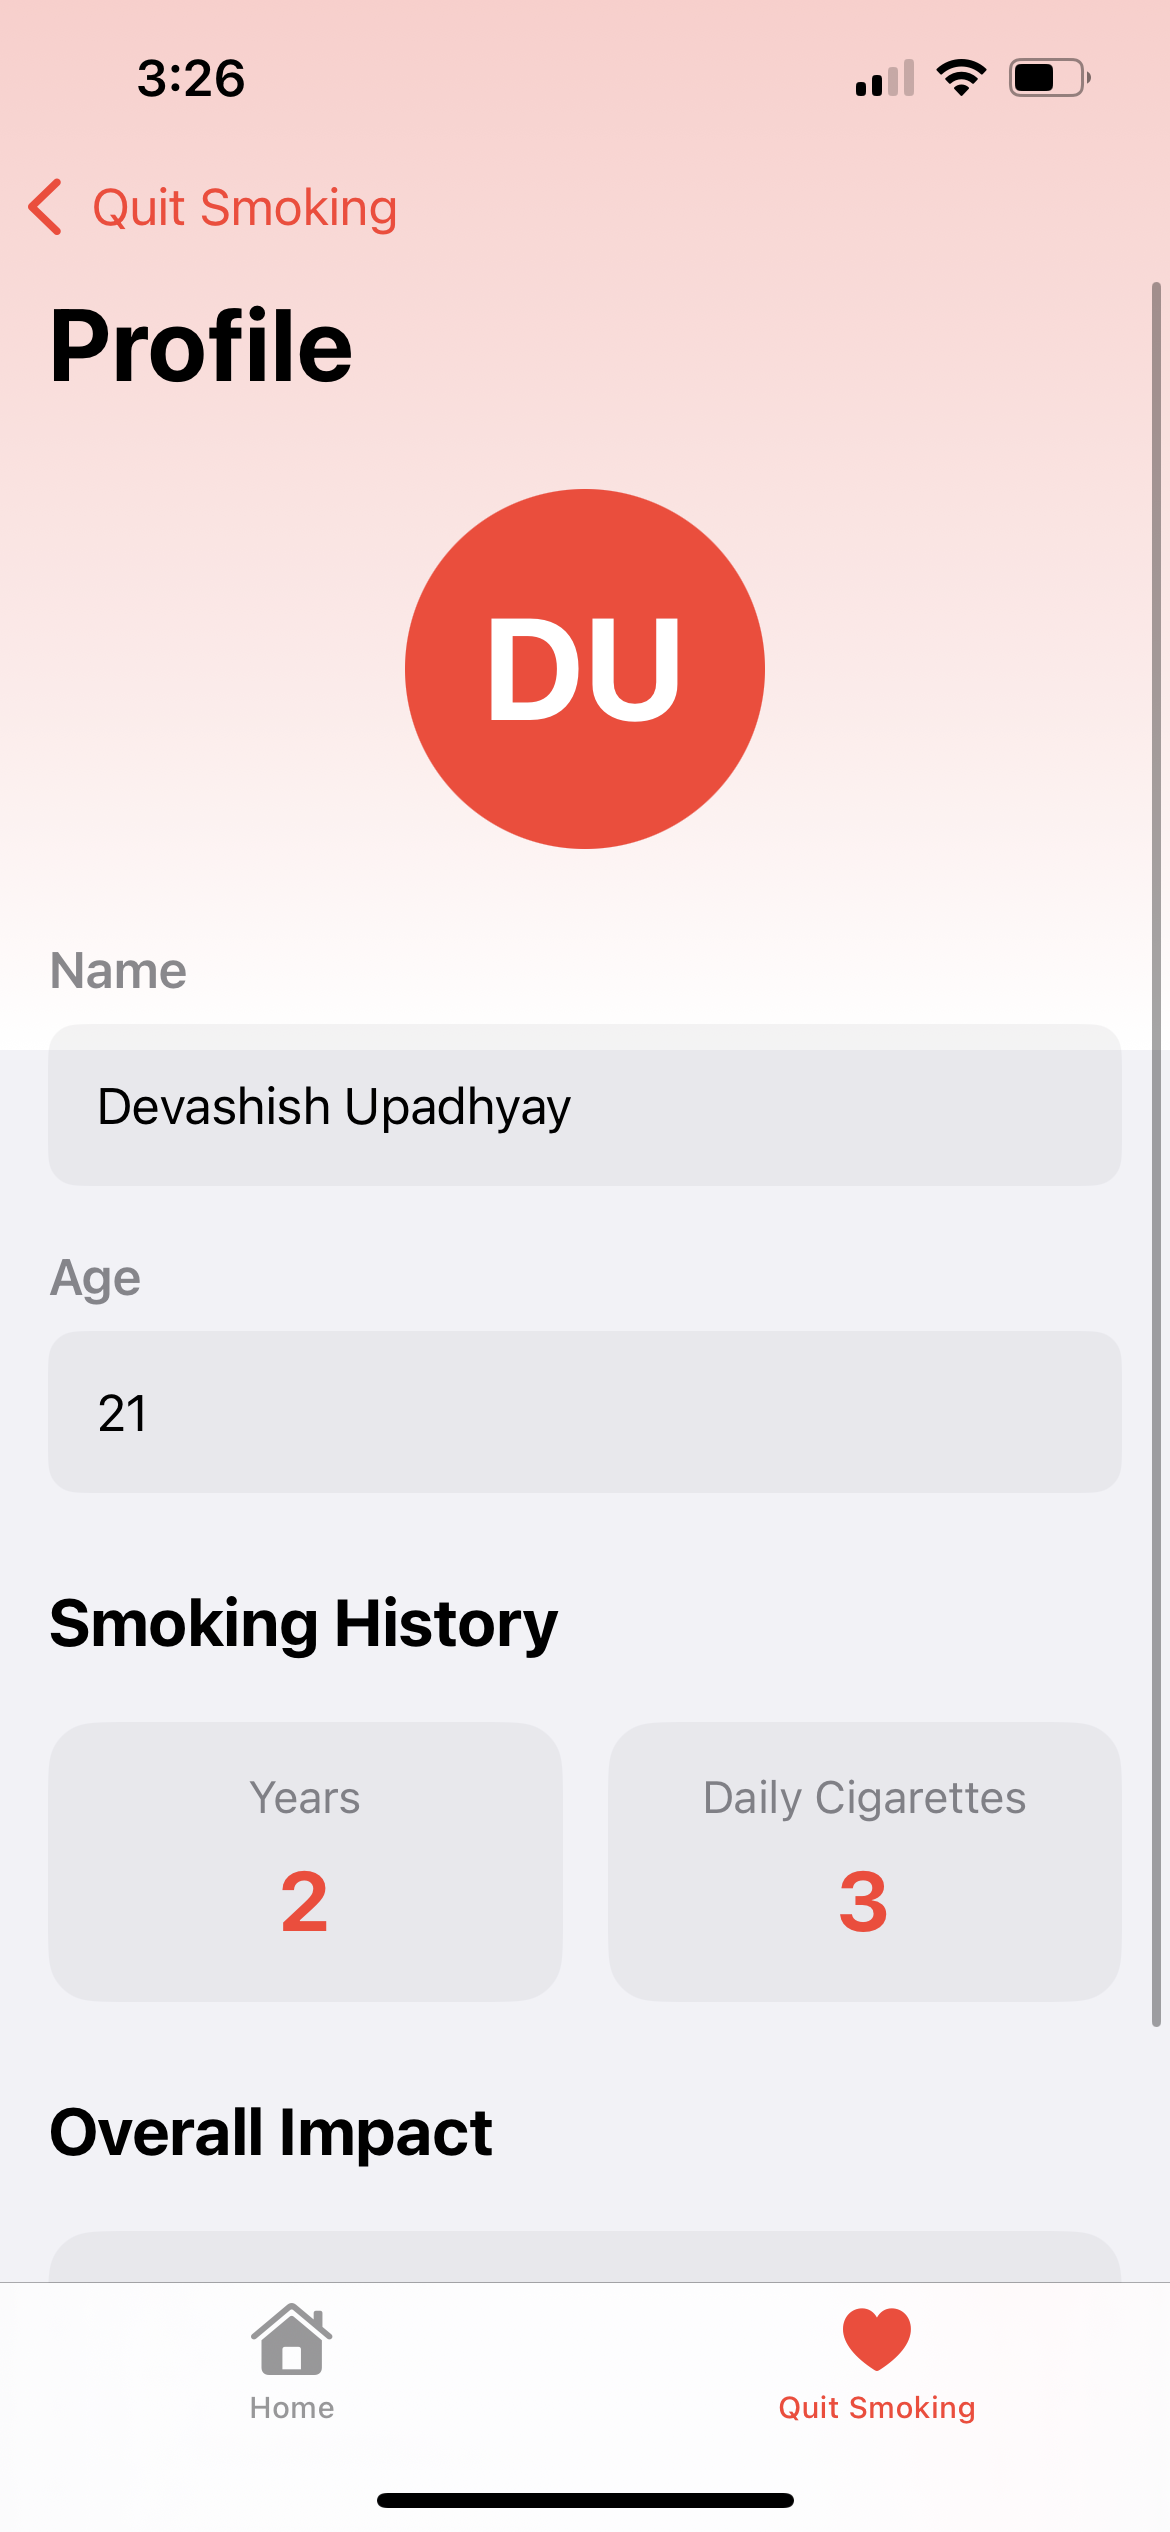 3:26
Quit Smoking
Profile
DU
Name
Devashish Upadhyay
Age
21
Smoking History
Years
Daily Cigarettes
2
3
Overall Impact
Home
Quit Smoking